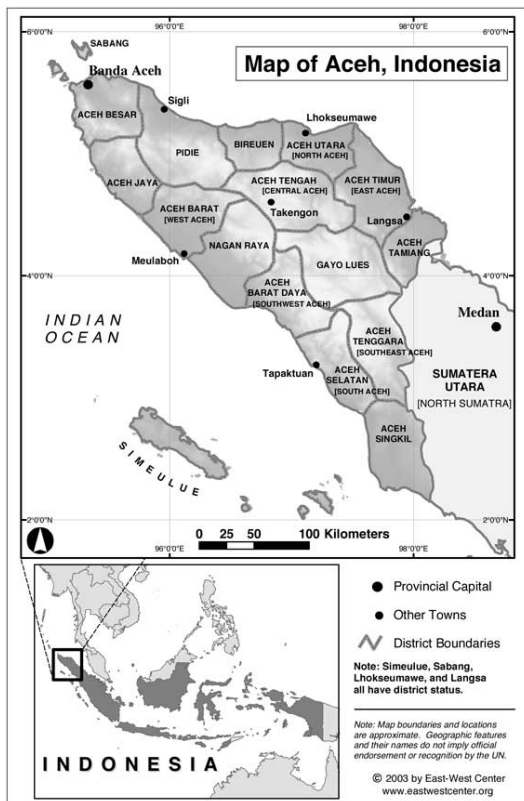 6°0'0"N
96°0'0"E
98°0'0"E
Map of Aceh, Indonesia
SABANG
Banda Aceh
Sigli
Lhokseumawe
ACEH BESAR
PIDIE
BIREUEN
ACEH UTARA
[NORTH ACEH]
ACEH JAYA
ACEH TENGAH
[CENTRAL ACEH]
ACEH TIMUR
[EAST ACEH]
ACEH BARAT
[WEST ACEH]
Takengon
Langsa
NAGAN RAYA
ACEH
TAMIANG
Meulaboh
GAYO LUES
4°0'0"N
4°0'0"N
ACEH
BARAT DAYA
[SOUTHWEST ACEH]
INDIAN
OCEAN
Medan
ACEH
TENGGARA
[SOUTHEAST ACEH]
Tapaktuan
ACEH
SELATAN
[SOUTH ACEH]
SUMATERA
UTARA
[NORTH SUMATRA]
ACEH
SINGKIL
SIMEULUE
2°0'0"N
2°0'0"N
0 25 50 100 Kilometers
96°0'0"E
98°0'0"E
Provincial Capital
Other Towns
District Boundaries
Note: Simeulue, Sabang,
Lhokseumawe, and Langsa
all have district status.
Note: Map boundaries and locations
are approximate. Geographic features
and their names do not imply official
endorsement or recognition by the UN.
© 2003 by East-West Center
www.eastwestcenter.org
INDONESIA